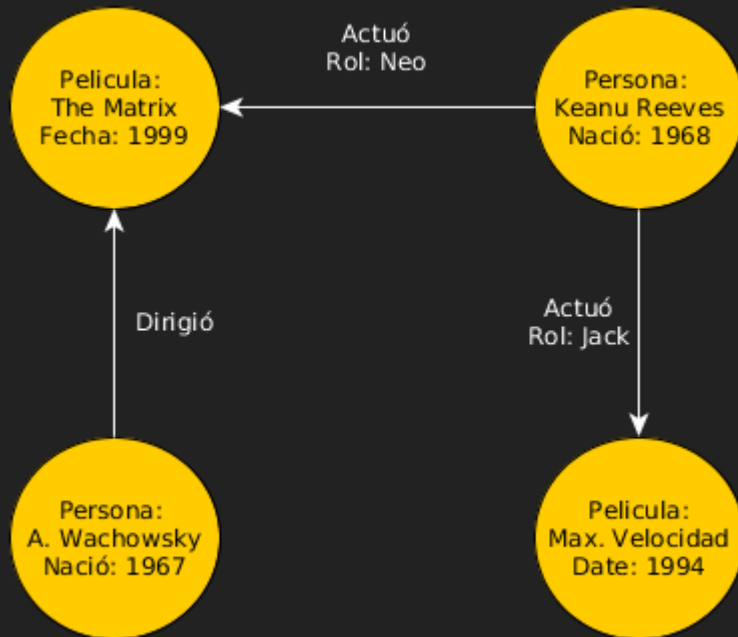 Pelicula:
The Matrix
Fecha: 1999
Actuó
Rol: Neo
Persona:
Keanu Reeves
Nació: 1968
Dirigió
Actuó
Rol: Jack
Persona:
A. Wachowsky
Nació: 1967
Pelicula:
Max. Velocidad
Date: 1994